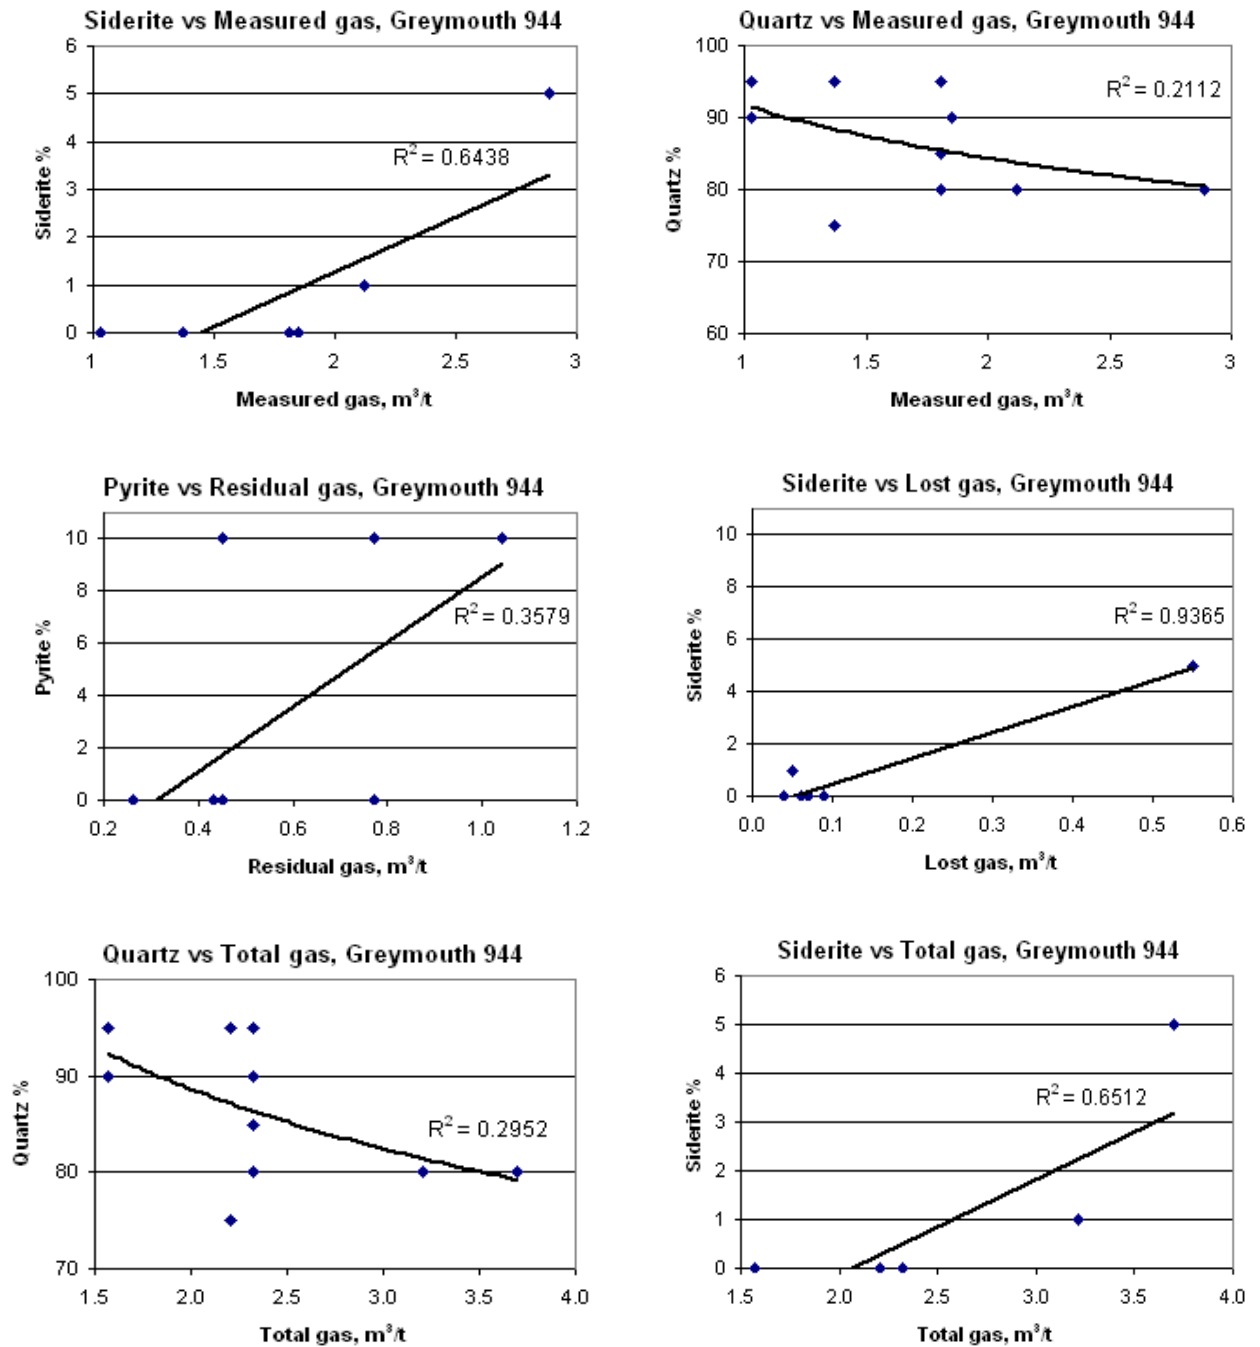 Siderite vs Measured gas, Greymouth 944
6
5
4
3
2
1
0
Siderite %
R² = 0.6438
1 1.5 2 2.5 3
Measured gas, m³/t
Quartz vs Measured gas, Greymouth 944
100
90
80
70
60
Quartz %
R² = 0.2112
1 1.5 2 2.5 3
Measured gas, m³/t
Pyrite vs Residual gas, Greymouth 944
10
8
6
4
2
0
Pyrite %
R² = 0.3579
0.2 0.4 0.6 0.8 1.0 1.2
Residual gas, m³/t
Siderite vs Lost gas, Greymouth 944
10
8
6
4
2
0
Siderite %
R² = 0.9365
0.0 0.1 0.2 0.3 0.4 0.5 0.6
Lost gas, m³/t
Quartz vs Total gas, Greymouth 944
100
90
80
70
Quartz %
R² = 0.2952
1.5 2.0 2.5 3.0 3.5 4.0
Total gas, m³/t
Siderite vs Total gas, Greymouth 944
6
5
4
3
2
1
0
Siderite %
R² = 0.6512
1.5 2.0 2.5 3.0 3.5 4.0
Total gas, m³/t